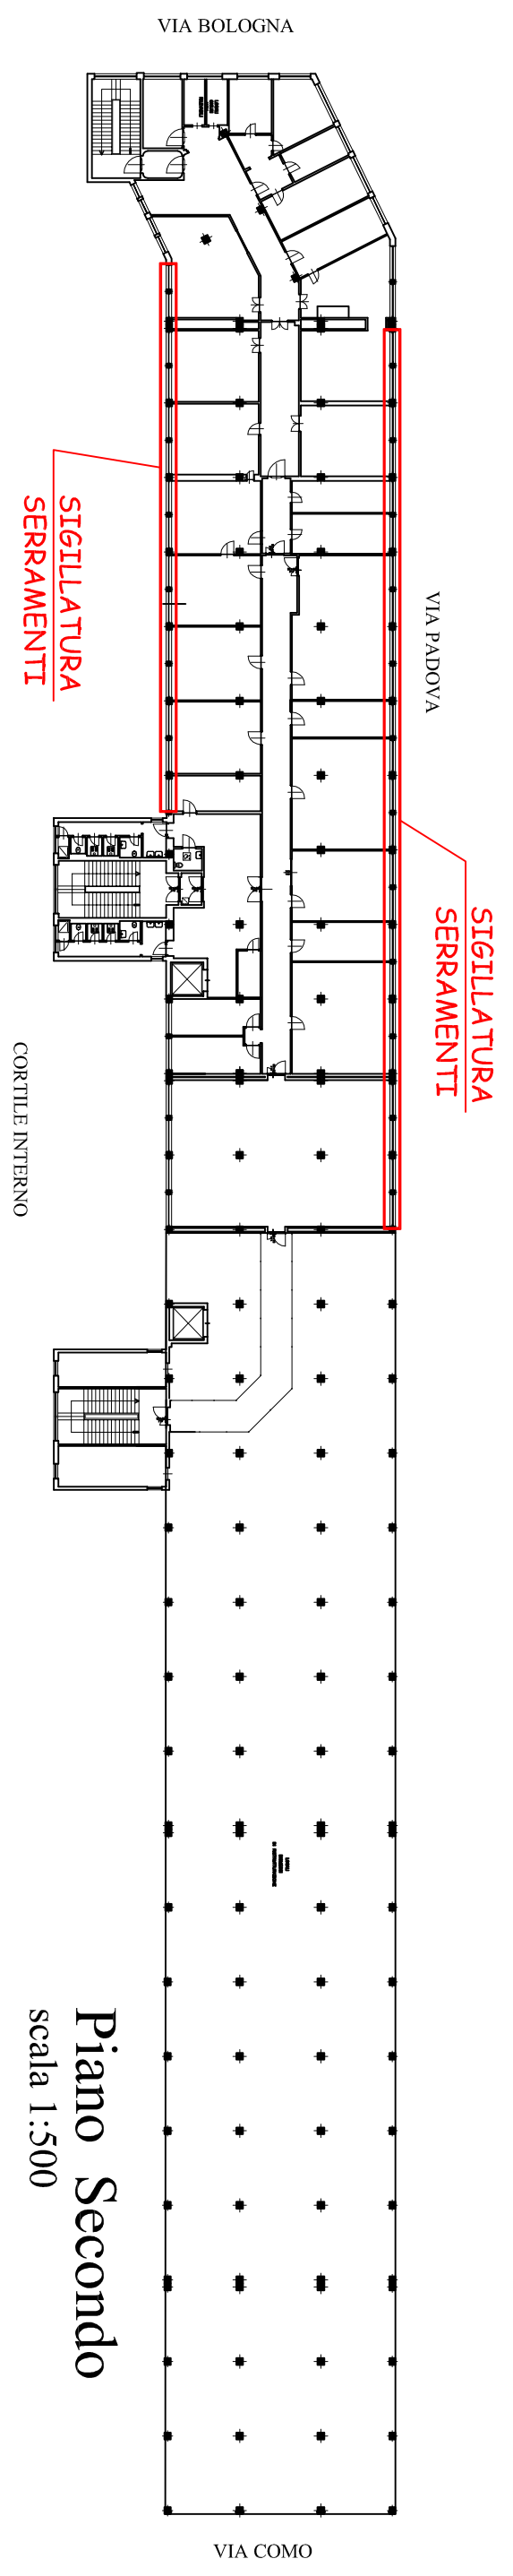 VIA BOLOGNA
SIGILLATURA
SERRAMENTI
VIA PADOVA
SIGILLATURA
SERRAMENTI
CORTILE INTERNO
Piano Secondo
scala 1:500
VIA COMO